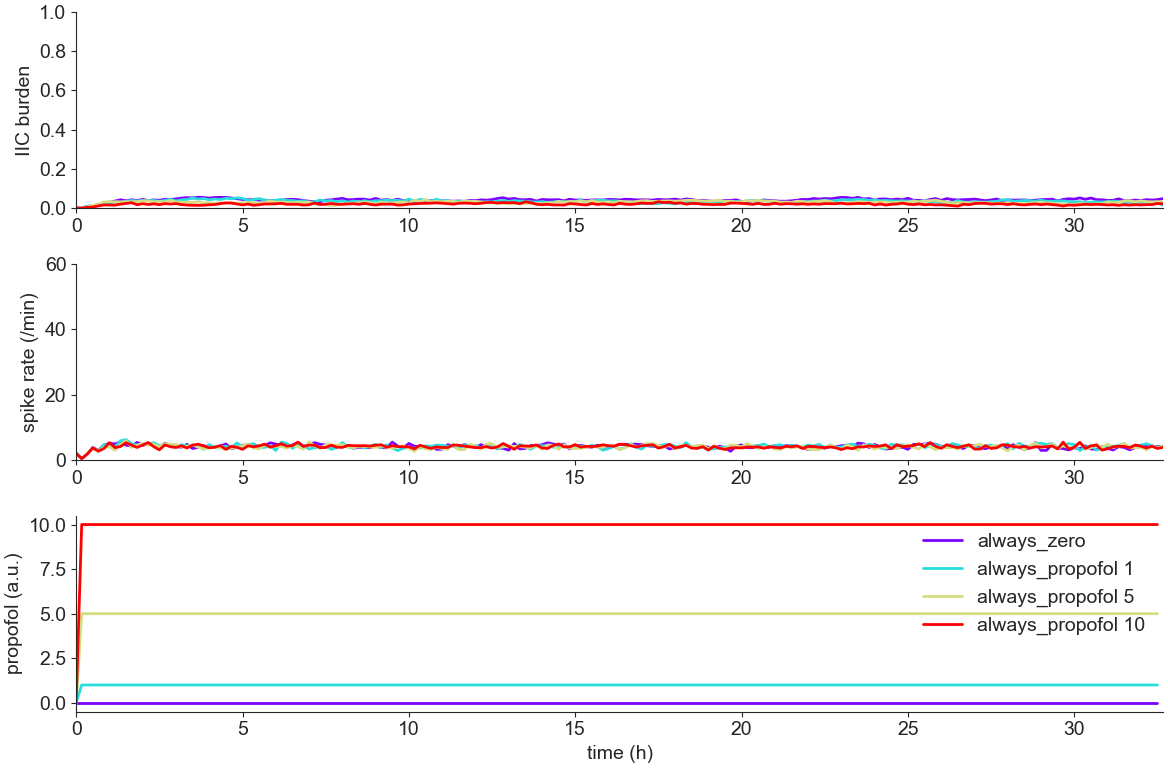 IIC burden
1.0
0.8
0.6
0.4
0.2
0.0
0 5 10 15 20 25 30
spike rate (/min)
60
40
20
0
0 5 10 15 20 25 30
propofol (a.u.)
10.0
7.5
5.0
2.5
0.0
always_zero
always_propofol 1
always_propofol 5
always_propofol 10
0 5 10 15 20 25 30
time (h)